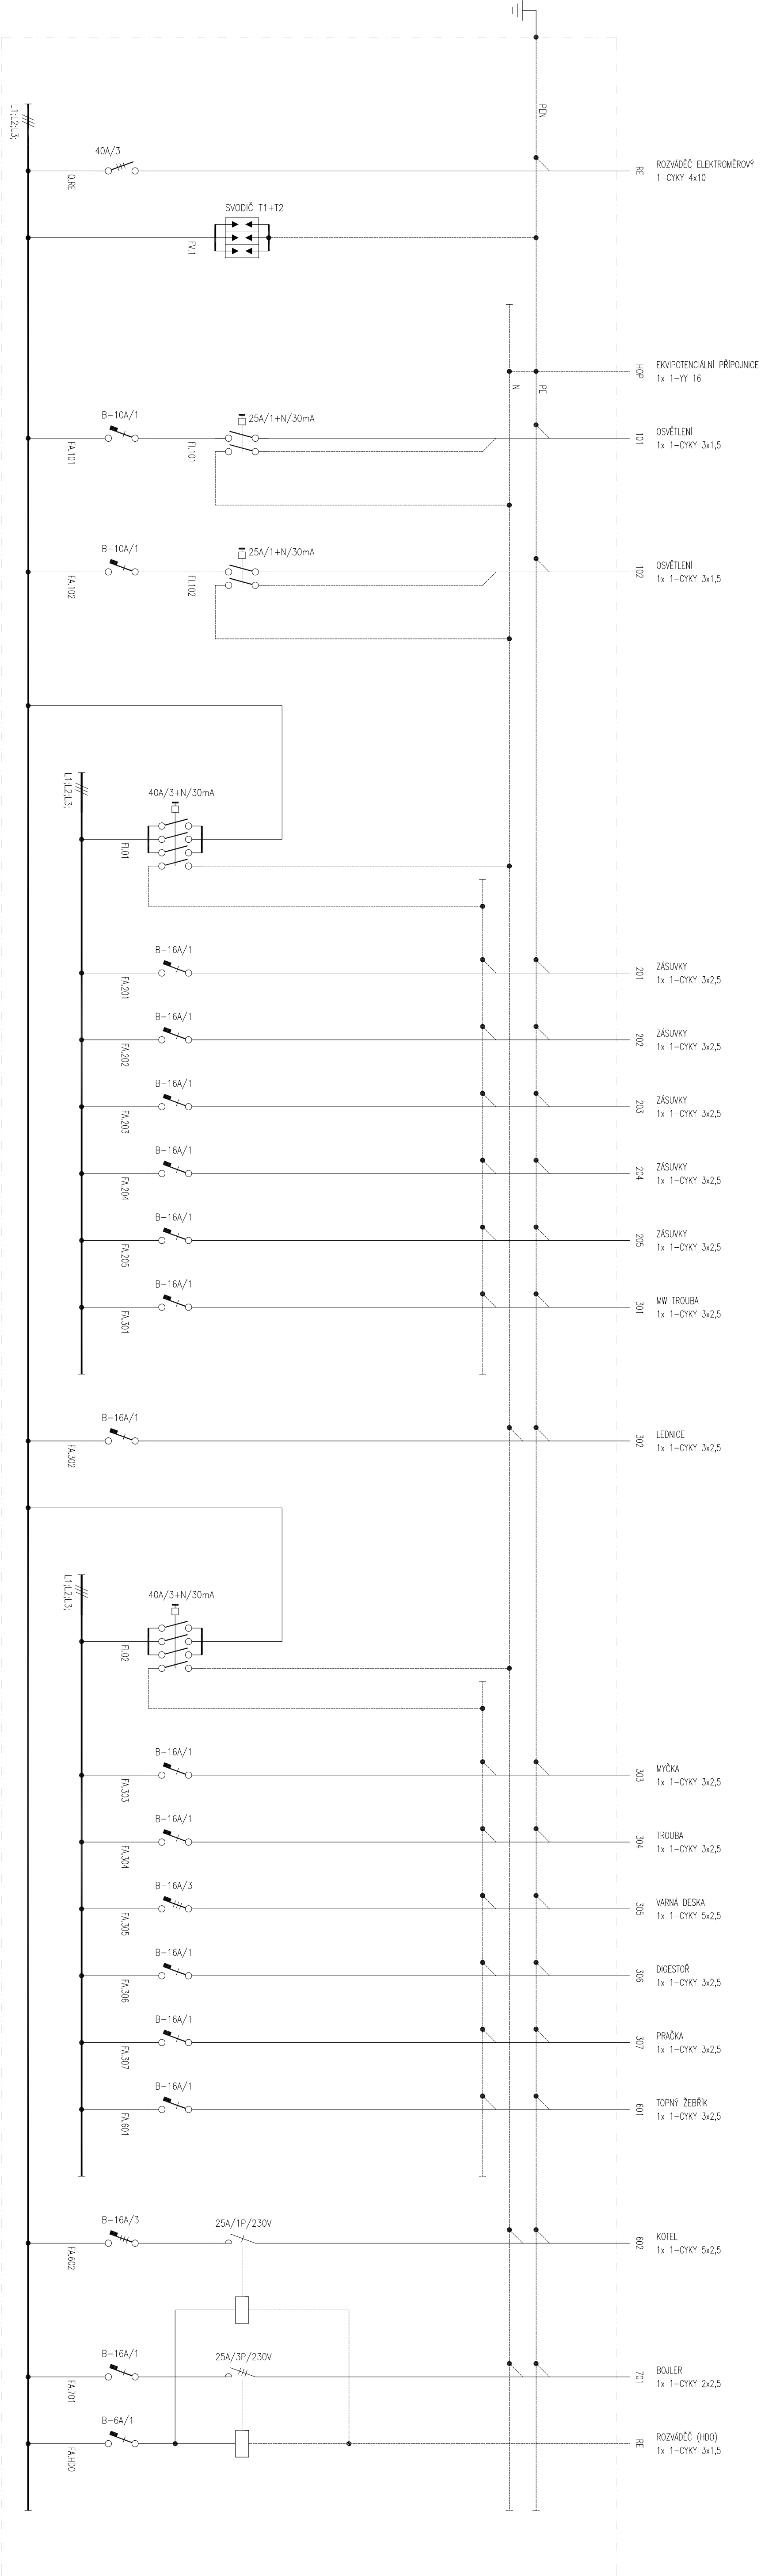 PEN
L1;L2;L3;
40A/3
Q.RE
RE
ROZVÁDĚČ ELEKTROMĚROVÝ
1-CYKY 4x10
SVODIČ T1+T2
FV.1
HOP
EKVIPOTENCIÁLNÍ PŘÍPOJNICE
1x 1-YY 16
N
PE
B-10A/1
FA.101
FI.101
25A/1+N/30mA
101
OSVĚTLENÍ
1x 1-CYKY 3x1,5
B-10A/1
FA.102
FI.102
25A/1+N/30mA
102
OSVĚTLENÍ
1x 1-CYKY 3x1,5
L1;L2;L3;
40A/3+N/30mA
FI.01
B-16A/1
FA.201
201
ZÁSUVKY
1x 1-CYKY 3x2,5
B-16A/1
FA.202
202
ZÁSUVKY
1x 1-CYKY 3x2,5
B-16A/1
FA.203
203
ZÁSUVKY
1x 1-CYKY 3x2,5
B-16A/1
FA.204
204
ZÁSUVKY
1x 1-CYKY 3x2,5
B-16A/1
FA.205
205
ZÁSUVKY
1x 1-CYKY 3x2,5
B-16A/1
FA.301
301
MW TROUBA
1x 1-CYKY 3x2,5
B-16A/1
FA.302
302
LEDNICE
1x 1-CYKY 3x2,5
L1;L2;L3;
40A/3+N/30mA
FI.02
B-16A/1
FA.303
303
MYČKA
1x 1-CYKY 3x2,5
B-16A/1
FA.304
304
TROUBA
1x 1-CYKY 3x2,5
B-16A/3
FA.305
305
VARNÁ DESKA
1x 1-CYKY 5x2,5
B-16A/1
FA.306
306
DIGESTOŘ
1x 1-CYKY 3x2,5
B-16A/1
FA.307
307
PRAČKA
1x 1-CYKY 3x2,5
B-16A/1
FA.601
601
TOPNÝ ŽEBŘÍK
1x 1-CYKY 3x2,5
B-16A/3
FA.602
25A/1P/230V
602
KOTEL
1x 1-CYKY 5x2,5
B-16A/1
FA.701
25A/3P/230V
701
BOJLER
1x 1-CYKY 2x2,5
B-6A/1
FA.HDO
RE
ROZVÁDĚČ (HDO)
1x 1-CYKY 3x1,5